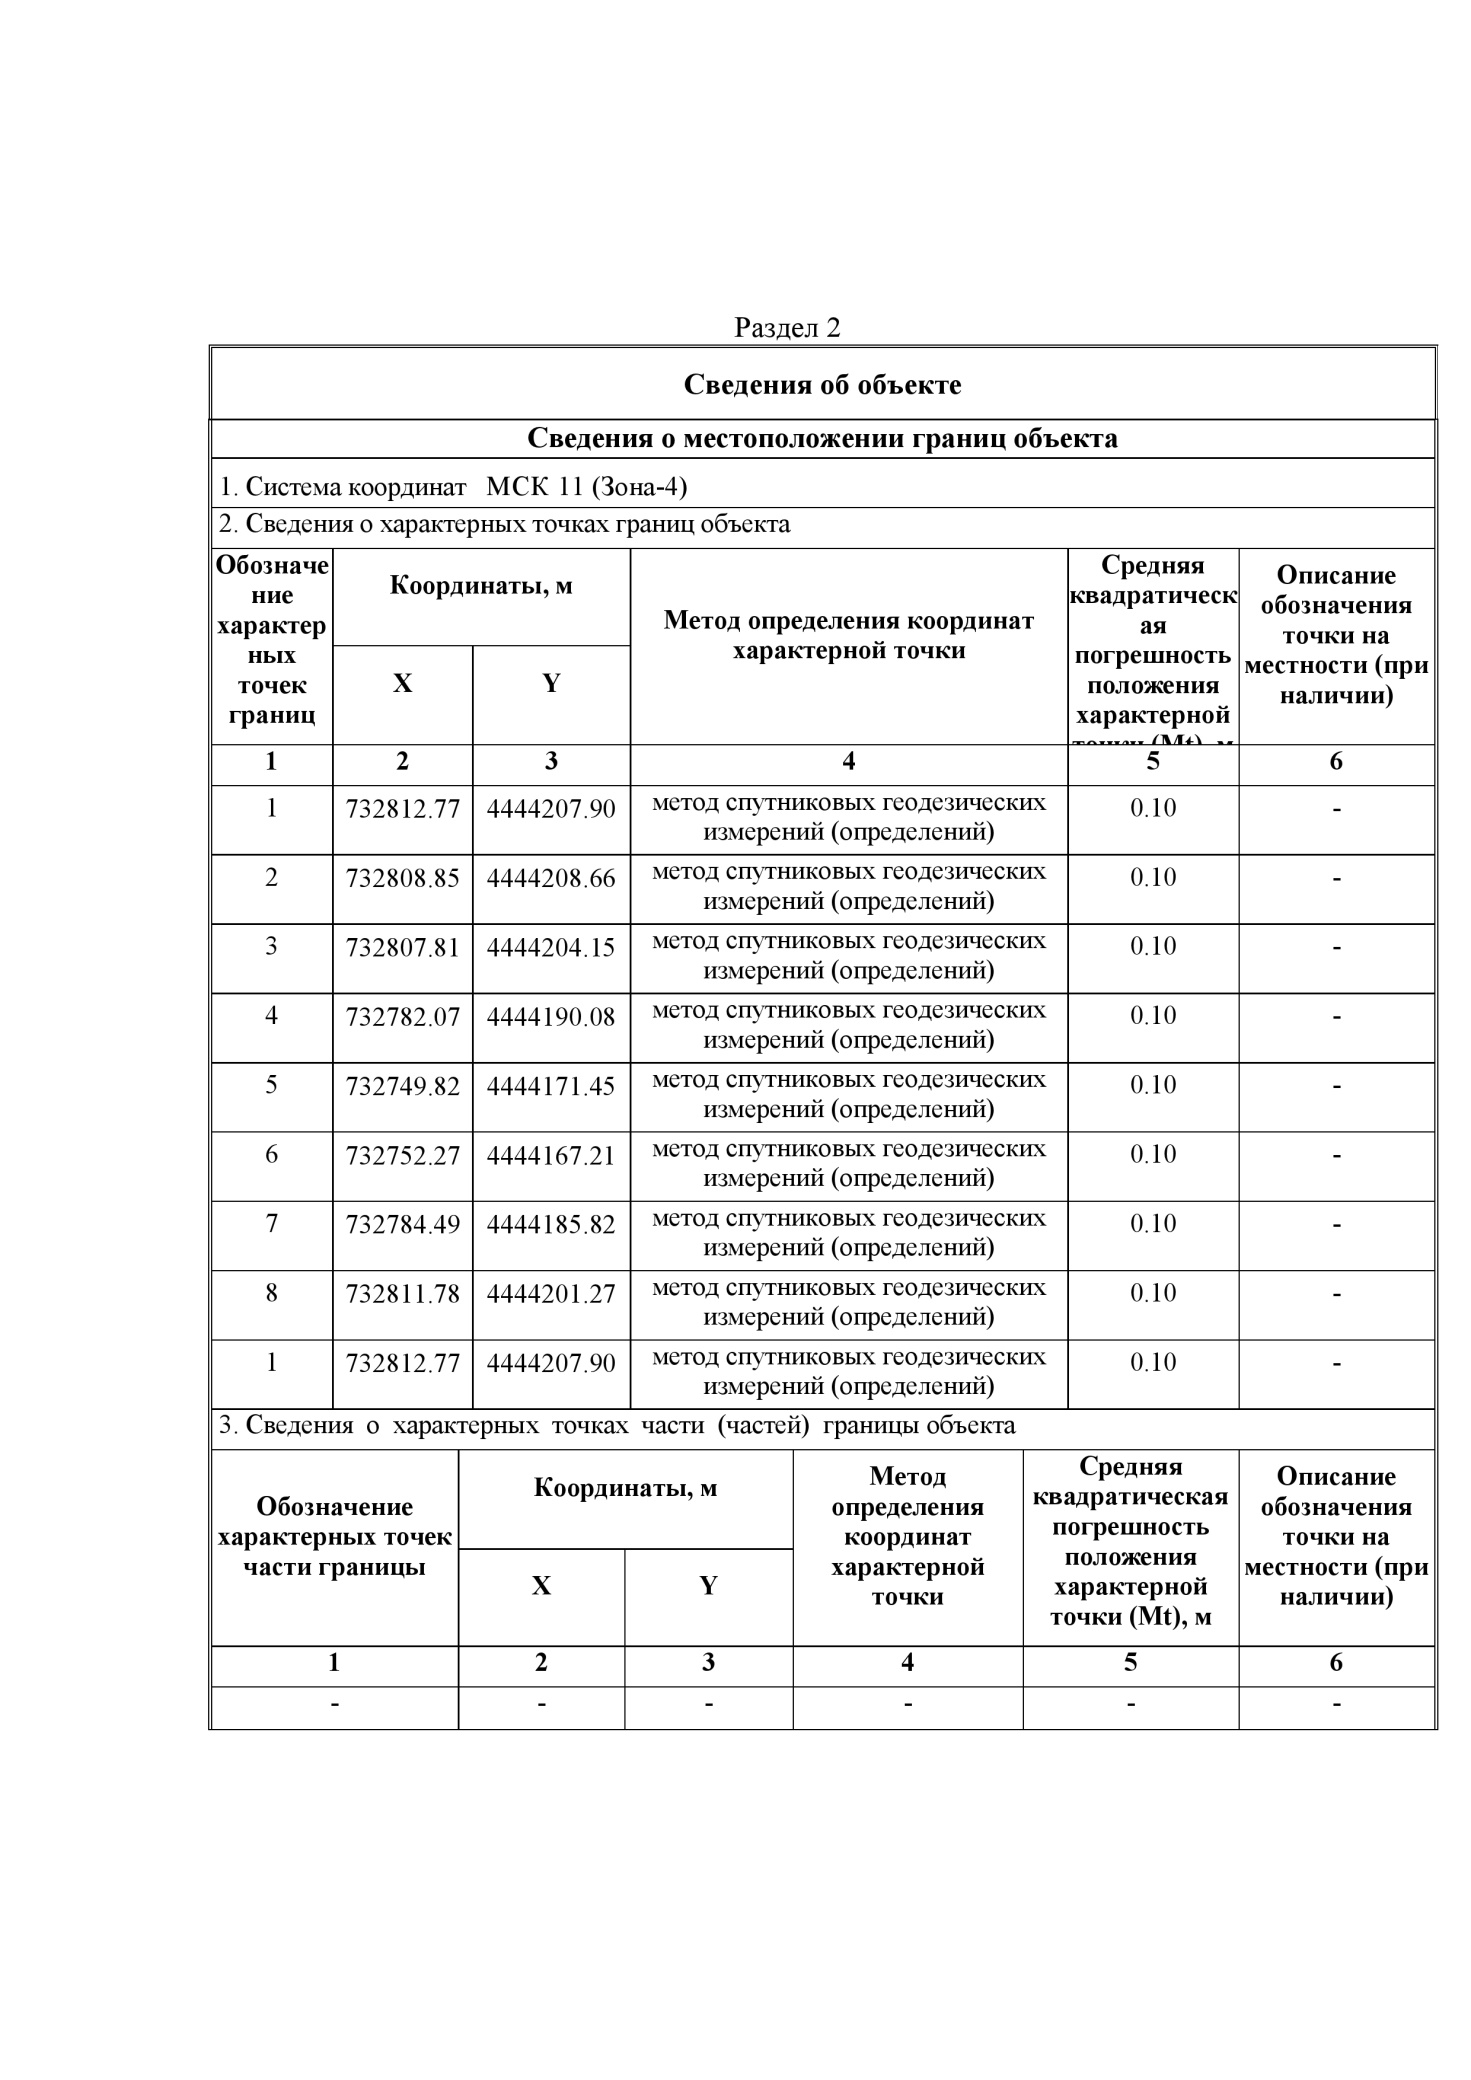 Раздел 2
Сведения об объекте
Сведения о местоположении границ объекта
1. Система координат МСК 11 (Зона-4)
2. Сведения о характерных точках границ объекта
Обозначе
ние
характер
ных
точек
границ
Координаты, м
X
Y
Метод определения координат
характерной точки
Средняя
квадратическ
ая
погрешность
положения
характерной
точки (Mt), м
Описание
обозначения
точки на
местности (при
наличии)
1 2 3 4 5 6
1 732812.77 4444207.90 метод спутниковых геодезических
измерений (определений) 0.10 -
2 732808.85 4444208.66 метод спутниковых геодезических
измерений (определений) 0.10 -
3 732807.81 4444204.15 метод спутниковых геодезических
измерений (определений) 0.10 -
4 732782.07 4444190.08 метод спутниковых геодезических
измерений (определений) 0.10 -
5 732749.82 4444171.45 метод спутниковых геодезических
измерений (определений) 0.10 -
6 732752.27 4444167.21 метод спутниковых геодезических
измерений (определений) 0.10 -
7 732784.49 4444185.82 метод спутниковых геодезических
измерений (определений) 0.10 -
8 732811.78 4444201.27 метод спутниковых геодезических
измерений (определений) 0.10 -
1 732812.77 4444207.90 метод спутниковых геодезических
измерений (определений) 0.10 -
3. Сведения о характерных точках части (частей) границы объекта
Обозначение
характерных точек
части границы
Координаты, м
X
Y
Метод
определения
координат
характерной
точки
Средняя
квадратическая
погрешность
положения
характерной
точки (Mt), м
Описание
обозначения
точки на
местности (при
наличии)
1 2 3 4 5 6
- - - - - -